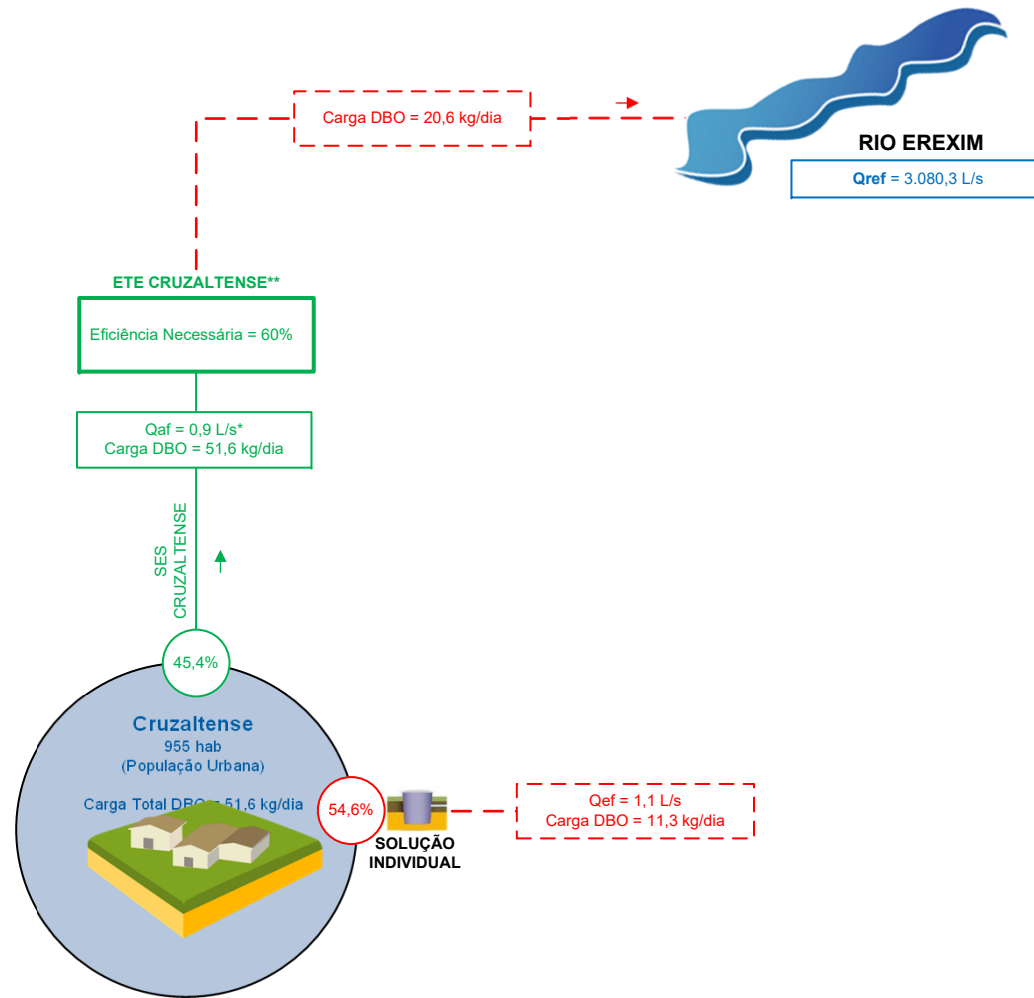 Carga DBO = 20,6 kg/dia
RIO EREXIM
Qref = 3.080,3 L/s
ETE CRUZALTENSE**
Eficiência Necessária = 60%
Qaf = 0,9 L/s*
Carga DBO = 51,6 kg/dia
SES
CRUZALTENSE
45,4%
Cruzaltense
955 hab
(População Urbana)
Carga Total DBO = 51,6 kg/dia
54,6%
SOLUÇÃO
INDIVIDUAL
Qef = 1,1 L/s
Carga DBO = 11,3 kg/dia